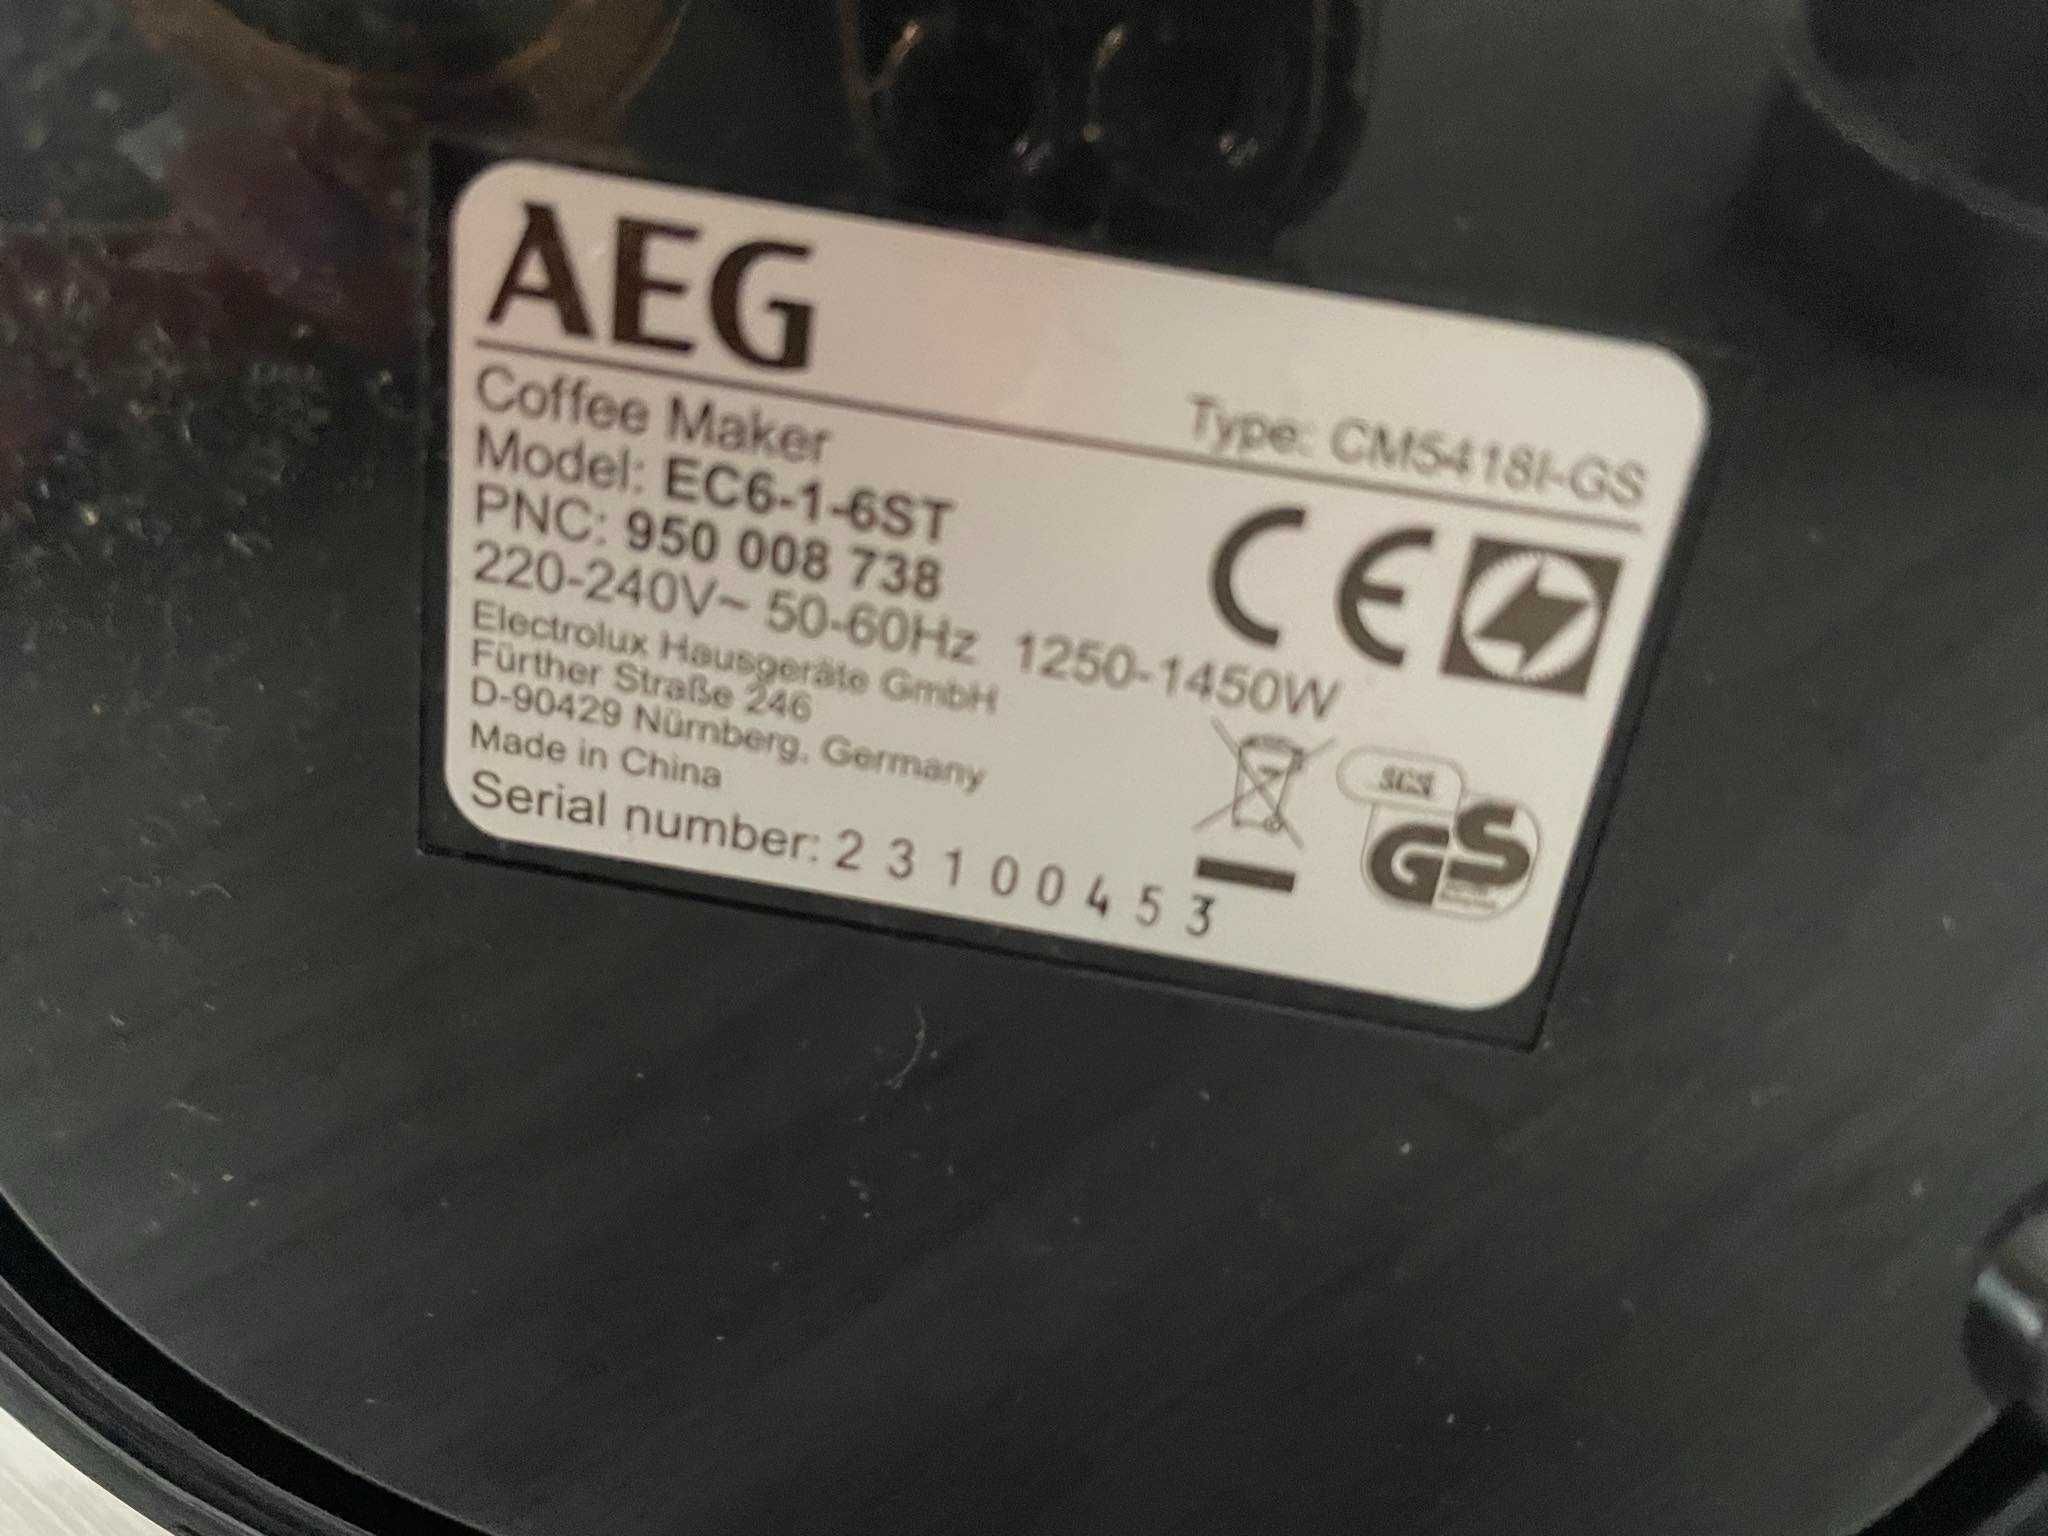 AEG
Type: CM5418I-GS
Coffee Maker
Model: EC6-1-6ST
PNC: 950 008 738
220-240V~ 50-60Hz 1250-1450W
CE
Electrolux Hausgeräte GmbH
Fürther Straße 246
D-90429 Nürnberg, Germany
Made in China
Serial number: 2 3 1 0 0 4 5 3
SGS
GS